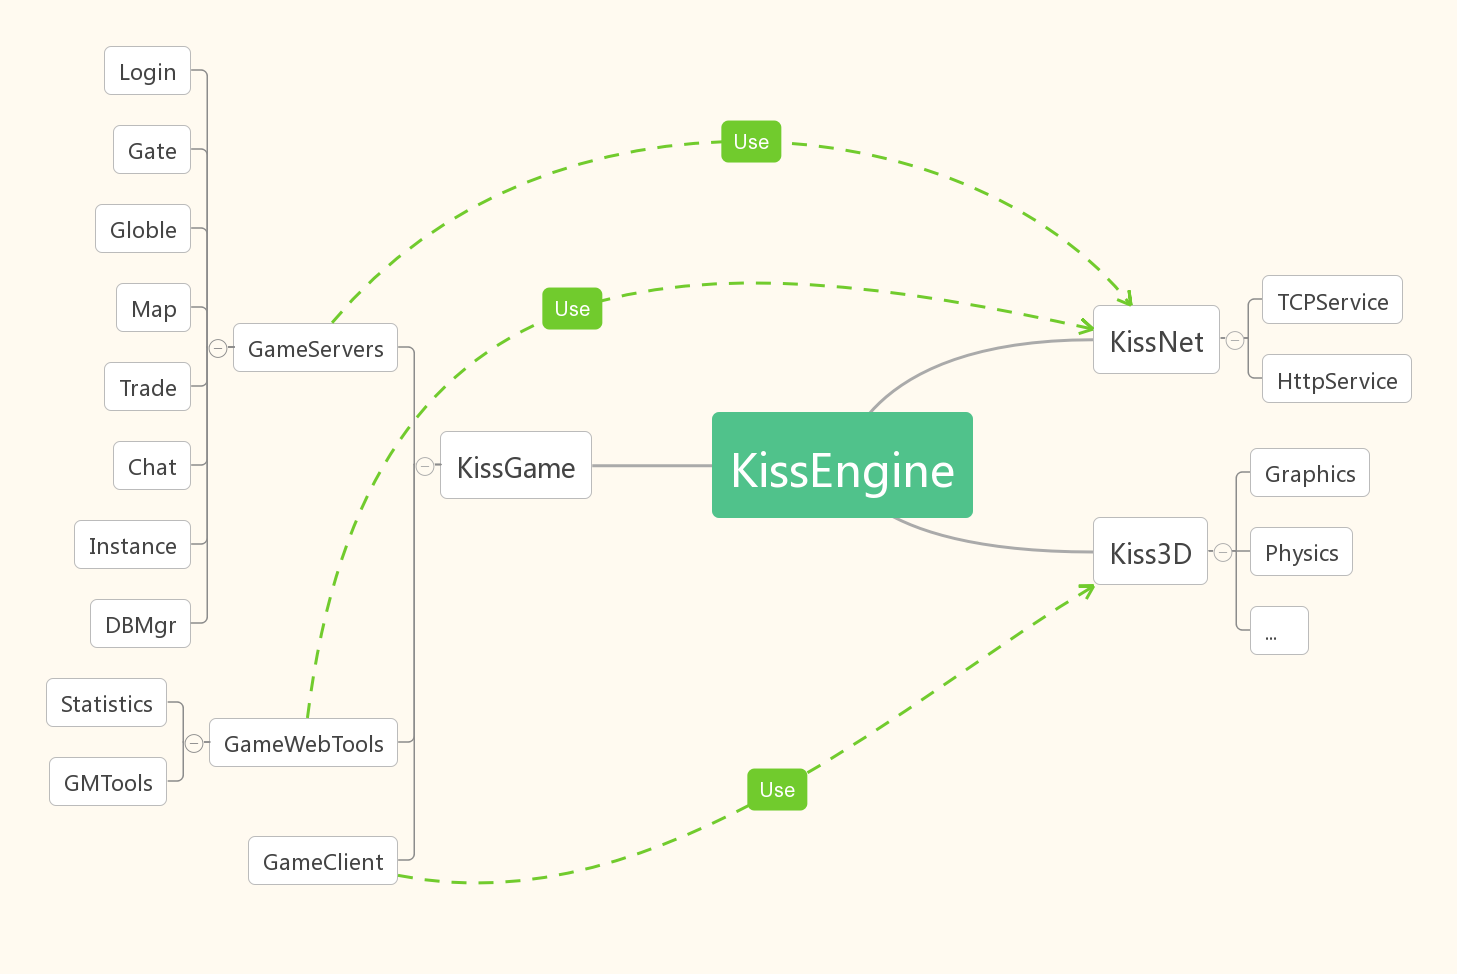 Login
Gate
Globle
Map
Trade
Chat
Instance
DBMgr
GameServers
Statistics
GMTools
GameWebTools
GameClient
KissGame
Use
Use
Use
KissEngine
KissNet
TCPService
HttpService
Kiss3D
Graphics
Physics
...